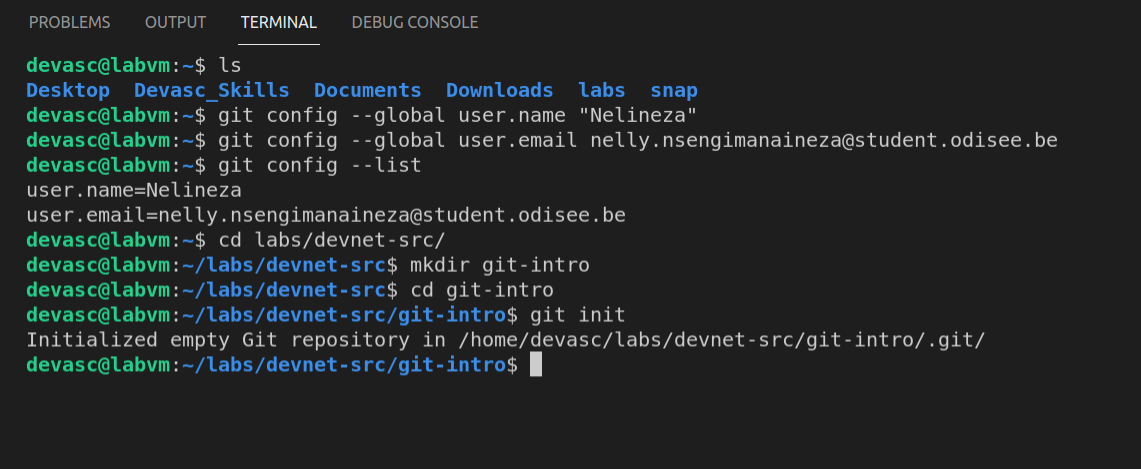 PROBLEMS OUTPUT TERMINAL DEBUG CONSOLE
devasc@labvm:~$ ls
Desktop Devasc_Skills Documents Downloads labs snap
devasc@labvm:~$ git config --global user.name "Nelineza"
devasc@labvm:~$ git config --global user.email nelly.nsengimanaineza@student.odisee.be
devasc@labvm:~$ git config --list
user.name=Nelineza
user.email=nelly.nsengimanaineza@student.odisee.be
devasc@labvm:~$ cd labs/devnet-src/
devasc@labvm:~/labs/devnet-src$ mkdir git-intro
devasc@labvm:~/labs/devnet-src$ cd git-intro
devasc@labvm:~/labs/devnet-src/git-intro$ git init
Initialized empty Git repository in /home/devasc/labs/devnet-src/git-intro/.git/
devasc@labvm:~/labs/devnet-src/git-intro$